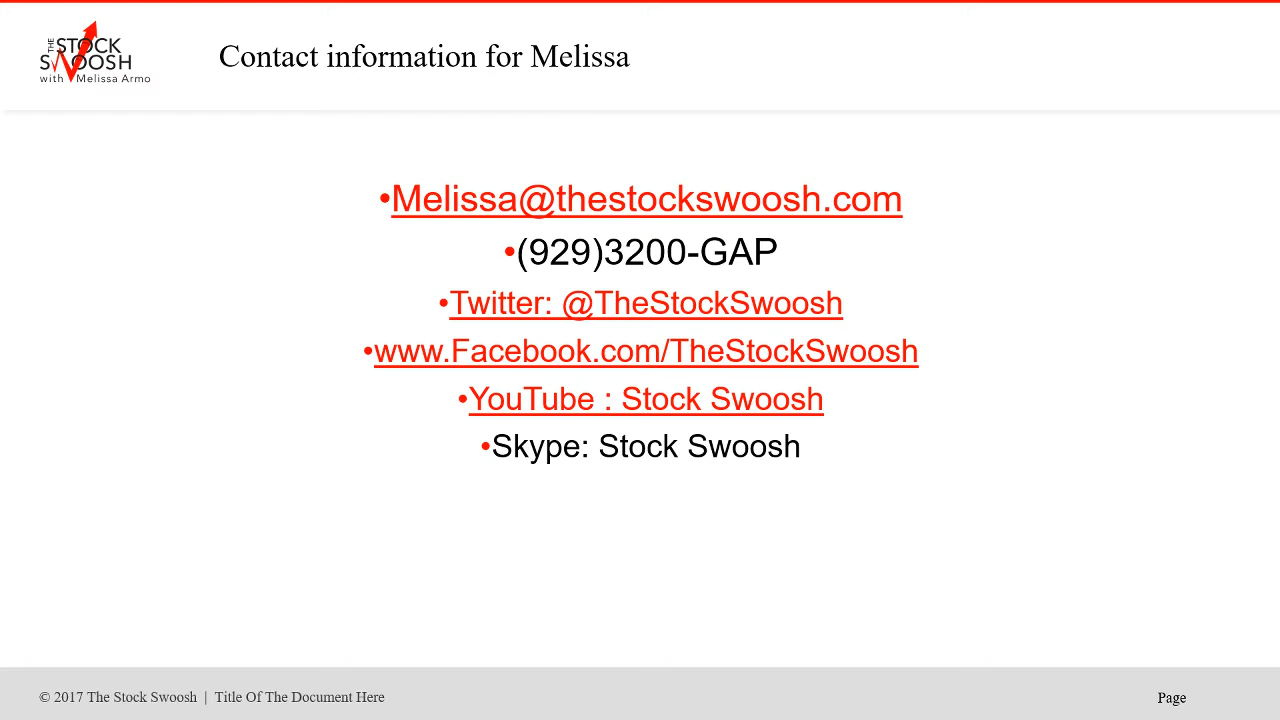 THE STOCK
SWOOSH
with Melissa Armo
Contact information for Melissa
•Melissa@thestockswoosh.com
•(929)3200-GAP
•Twitter: @TheStockSwoosh
•www.Facebook.com/TheStockSwoosh
•YouTube : Stock Swoosh
•Skype: Stock Swoosh
© 2017 The Stock Swoosh | Title Of The Document Here
Page